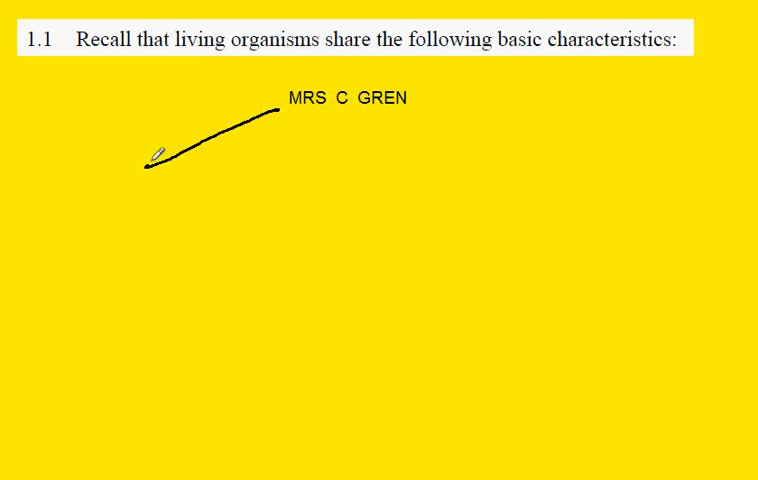 1.1 Recall that living organisms share the following basic characteristics:
MRS C GREN